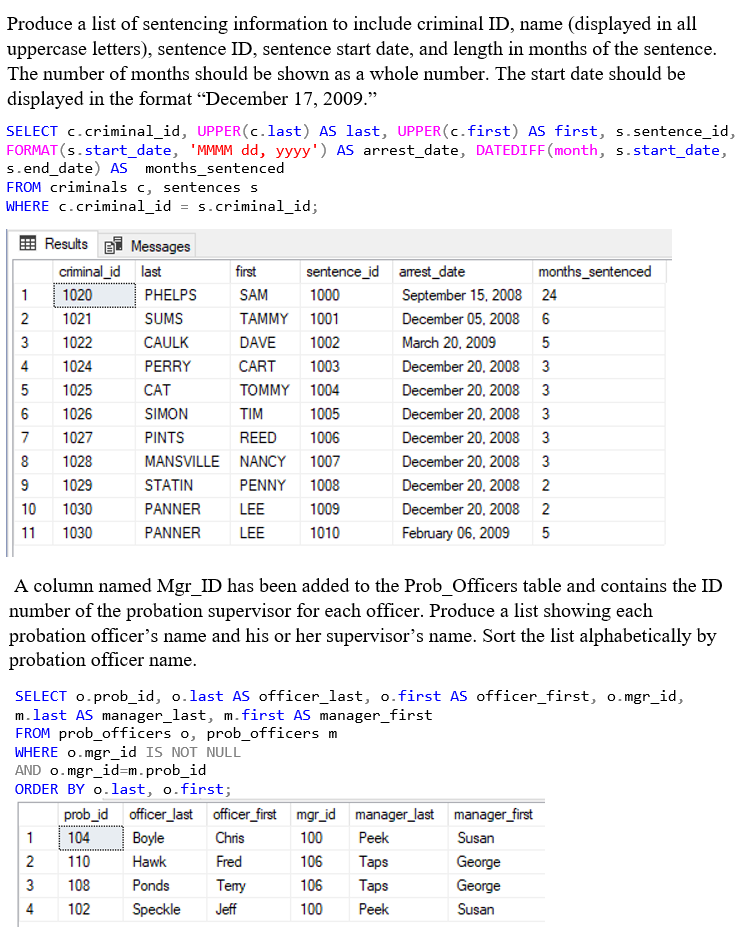 Produce a list of sentencing information to include criminal ID, name (displayed in all
uppercase letters), sentence ID, sentence start date, and length in months of the sentence.
The number of months should be shown as a whole number. The start date should be
displayed in the format “December 17, 2009.”
SELECT c.criminal_id, UPPER(c.last) AS last, UPPER(c.first) AS first, s.sentence_id,
FORMAT(s.start_date, 'MMMM dd, yyyy') AS arrest_date, DATEDIFF(month, s.start_date,
s.end_date) AS  months_sentenced
FROM criminals c, sentences s
WHERE c.criminal_id = s.criminal_id;
Results Messages
criminal_id last first sentence_id arrest_date months_sentenced
1 1020 PHELPS SAM 1000 September 15, 2008 24
2 1021 SUMS TAMMY 1001 December 05, 2008 6
3 1022 CAULK DAVE 1002 March 20, 2009 5
4 1024 PERRY CART 1003 December 20, 2008 3
5 1025 CAT TOMMY 1004 December 20, 2008 3
6 1026 SIMON TIM 1005 December 20, 2008 3
7 1027 PINTS REED 1006 December 20, 2008 3
8 1028 MANSVILLE NANCY 1007 December 20, 2008 3
9 1029 STATIN PENNY 1008 December 20, 2008 2
10 1030 PANNER LEE 1009 December 20, 2008 2
11 1030 PANNER LEE 1010 February 06, 2009 5
A column named Mgr_ID has been added to the Prob_Officers table and contains the ID
number of the probation supervisor for each officer. Produce a list showing each
probation officer’s name and his or her supervisor’s name. Sort the list alphabetically by
probation officer name.
SELECT o.prob_id, o.last AS officer_last, o.first AS officer_first, o.mgr_id,
m.last AS manager_last, m.first AS manager_first
FROM prob_officers o, prob_officers m
WHERE o.mgr_id IS NOT NULL
AND o.mgr_id=m.prob_id
ORDER BY o.last, o.first;
prob_id officer_last officer_first mgr_id manager_last manager_first
1 104 Boyle Chris 100 Peek Susan
2 110 Hawk Fred 106 Taps George
3 108 Ponds Terry 106 Taps George
4 102 Speckle Jeff 100 Peek Susan